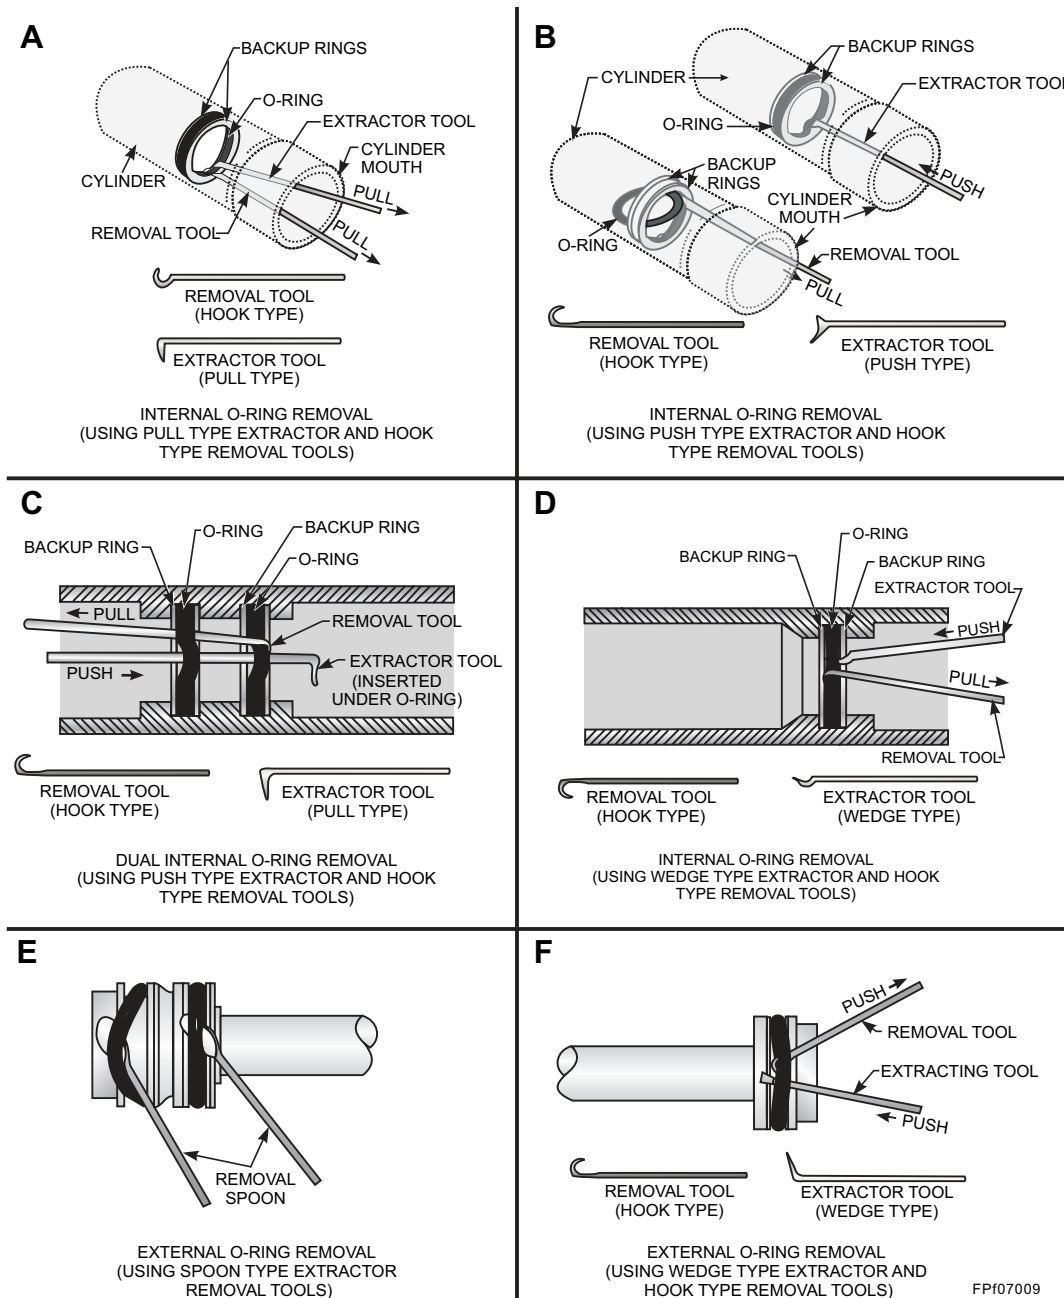 A
BACKUP RINGS
O-RING
EXTRACTOR TOOL
CYLINDER
MOUTH
CYLINDER
PULL
REMOVAL TOOL
PULL
REMOVAL TOOL
(HOOK TYPE)
EXTRACTOR TOOL
(PULL TYPE)
INTERNAL O-RING REMOVAL
(USING PULL TYPE EXTRACTOR AND HOOK
TYPE REMOVAL TOOLS)
B
BACKUP RINGS
CYLINDER
EXTRACTOR TOOL
O-RING
BACKUP
RINGS
PUSH
CYLINDER
MOUTH
O-RING
REMOVAL TOOL
PULL
REMOVAL TOOL
(HOOK TYPE)
EXTRACTOR TOOL
(PUSH TYPE)
INTERNAL O-RING REMOVAL
(USING PUSH TYPE EXTRACTOR AND HOOK
TYPE REMOVAL TOOLS)
C
O-RING
BACKUP RING
BACKUP RING
O-RING
PULL
REMOVAL TOOL
PUSH
EXTRACTOR TOOL
(INSERTED
UNDER O-RING)
REMOVAL TOOL
(HOOK TYPE)
EXTRACTOR TOOL
(PULL TYPE)
DUAL INTERNAL O-RING REMOVAL
(USING PUSH TYPE EXTRACTOR AND HOOK
TYPE REMOVAL TOOLS)
D
O-RING
BACKUP RING
BACKUP RING
EXTRACTOR TOOL
PUSH
PULL
REMOVAL TOOL
REMOVAL TOOL
(HOOK TYPE)
EXTRACTOR TOOL
(WEDGE TYPE)
INTERNAL O-RING REMOVAL
(USING WEDGE TYPE EXTRACTOR AND HOOK
TYPE REMOVAL TOOLS)
E
REMOVAL
SPOON
EXTERNAL O-RING REMOVAL
(USING SPOON TYPE EXTRACTOR
REMOVAL TOOLS)
F
PUSH
REMOVAL TOOL
EXTRACTING TOOL
PUSH
REMOVAL TOOL
(HOOK TYPE)
EXTRACTOR TOOL
(WEDGE TYPE)
EXTERNAL O-RING REMOVAL
(USING WEDGE TYPE EXTRACTOR AND
HOOK TYPE REMOVAL TOOLS)
FPf07009